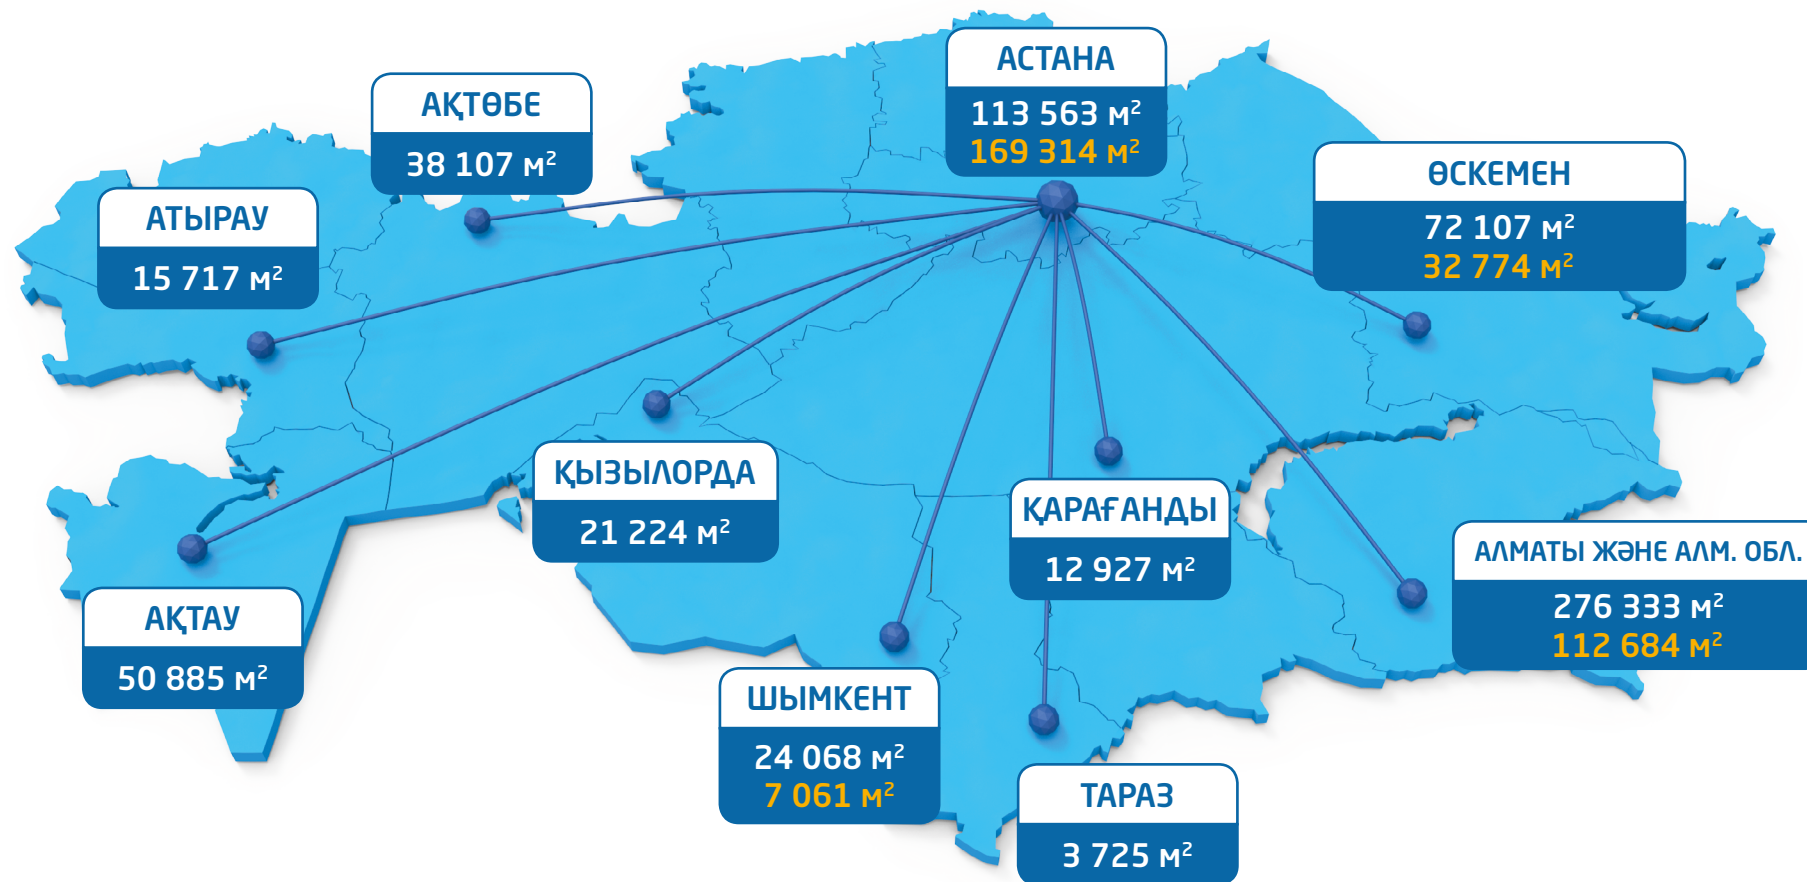 АСТАНА
113 563 м²
169 314 м²
АҚТӨБЕ
38 107 м²
ӨСКЕМЕН
72 107 м²
32 774 м²
АТЫРАУ
15 717 м²
ҚЫЗЫЛОРДА
21 224 м²
ҚАРАҒАНДЫ
12 927 м²
АЛМАТЫ ЖӘНЕ АЛМ. ОБЛ.
276 333 м²
112 684 м²
АҚТАУ
50 885 м²
ШЫМКЕНТ
24 068 м²
7 061 м²
ТАРАЗ
3 725 м²